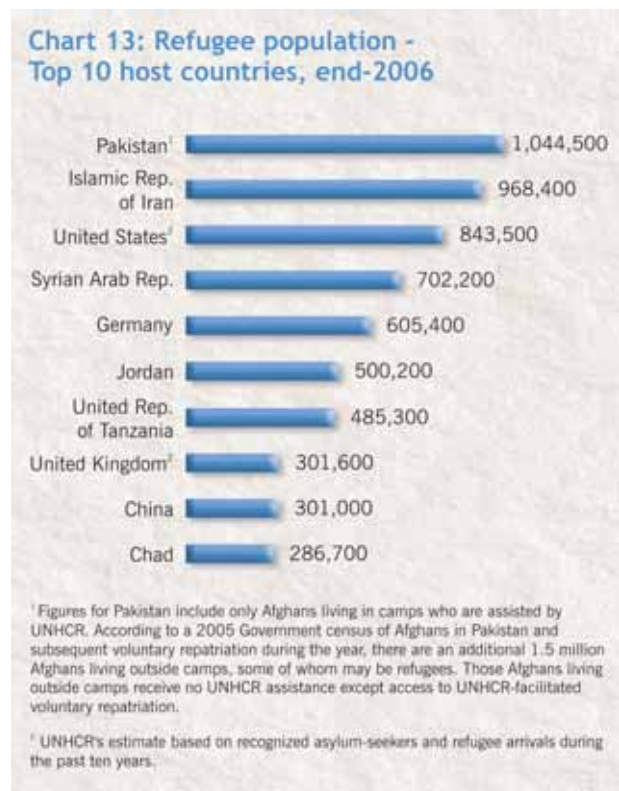 Chart 13: Refugee population -
Top 10 host countries, end-2006
Pakistan¹ 1,044,500
Islamic Rep.
of Iran 968,400
United States² 843,500
Syrian Arab Rep. 702,200
Germany 605,400
Jordan 500,200
United Rep.
of Tanzania 485,300
United Kingdom² 301,600
China 301,000
Chad 286,700
¹ Figures for Pakistan include only Afghans living in camps who are assisted by
UNHCR. According to a 2005 Government census of Afghans in Pakistan and
subsequent voluntary repatriation during the year, there are an additional 1.5 million
Afghans living outside camps, some of whom may be refugees. Those Afghans living
outside camps receive no UNHCR assistance except access to UNHCR-facilitated
voluntary repatriation.
² UNHCR's estimate based on recognized asylum-seekers and refugee arrivals during
the past ten years.